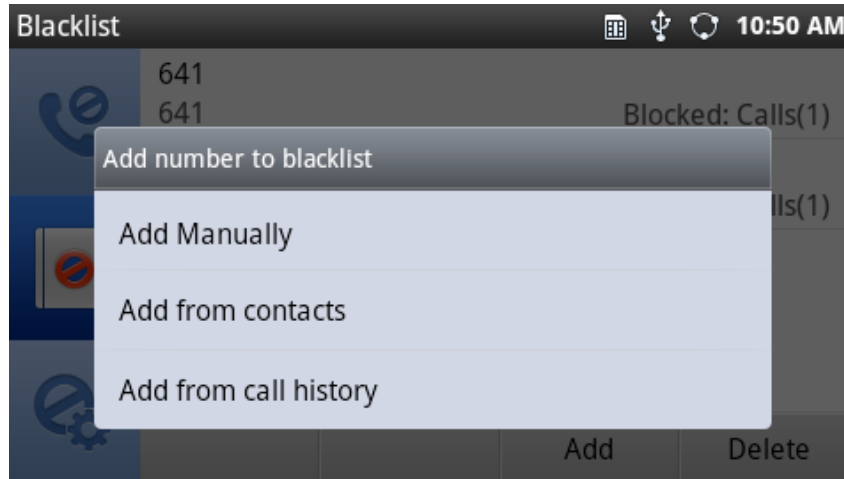 Blacklist
10:50 AM
641
641
Blocked: Calls(1)
Add number to blacklist
lls(1)
Add Manually
Add from contacts
Add from call history
Add
Delete